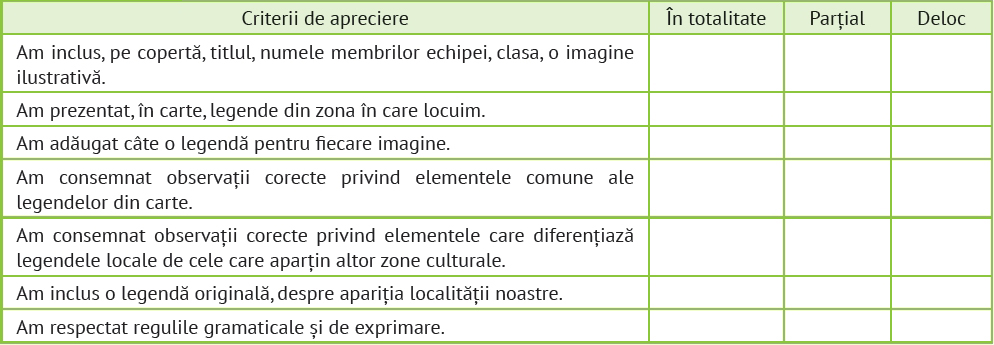 Criterii de apreciere În totalitate Parțial Deloc
Am inclus, pe copertă, titlul, numele membrilor echipei, clasa, o imagine
ilustrativă.
Am prezentat, în carte, legende din zona în care locuim.
Am adăugat câte o legendă pentru fiecare imagine.
Am consemnat observații corecte privind elementele comune ale
legendelor din carte.
Am consemnat observații corecte privind elementele care diferențiază
legendele locale de cele care aparțin altor zone culturale.
Am inclus o legendă originală, despre apariția localității noastre.
Am respectat regulile gramaticale și de exprimare.